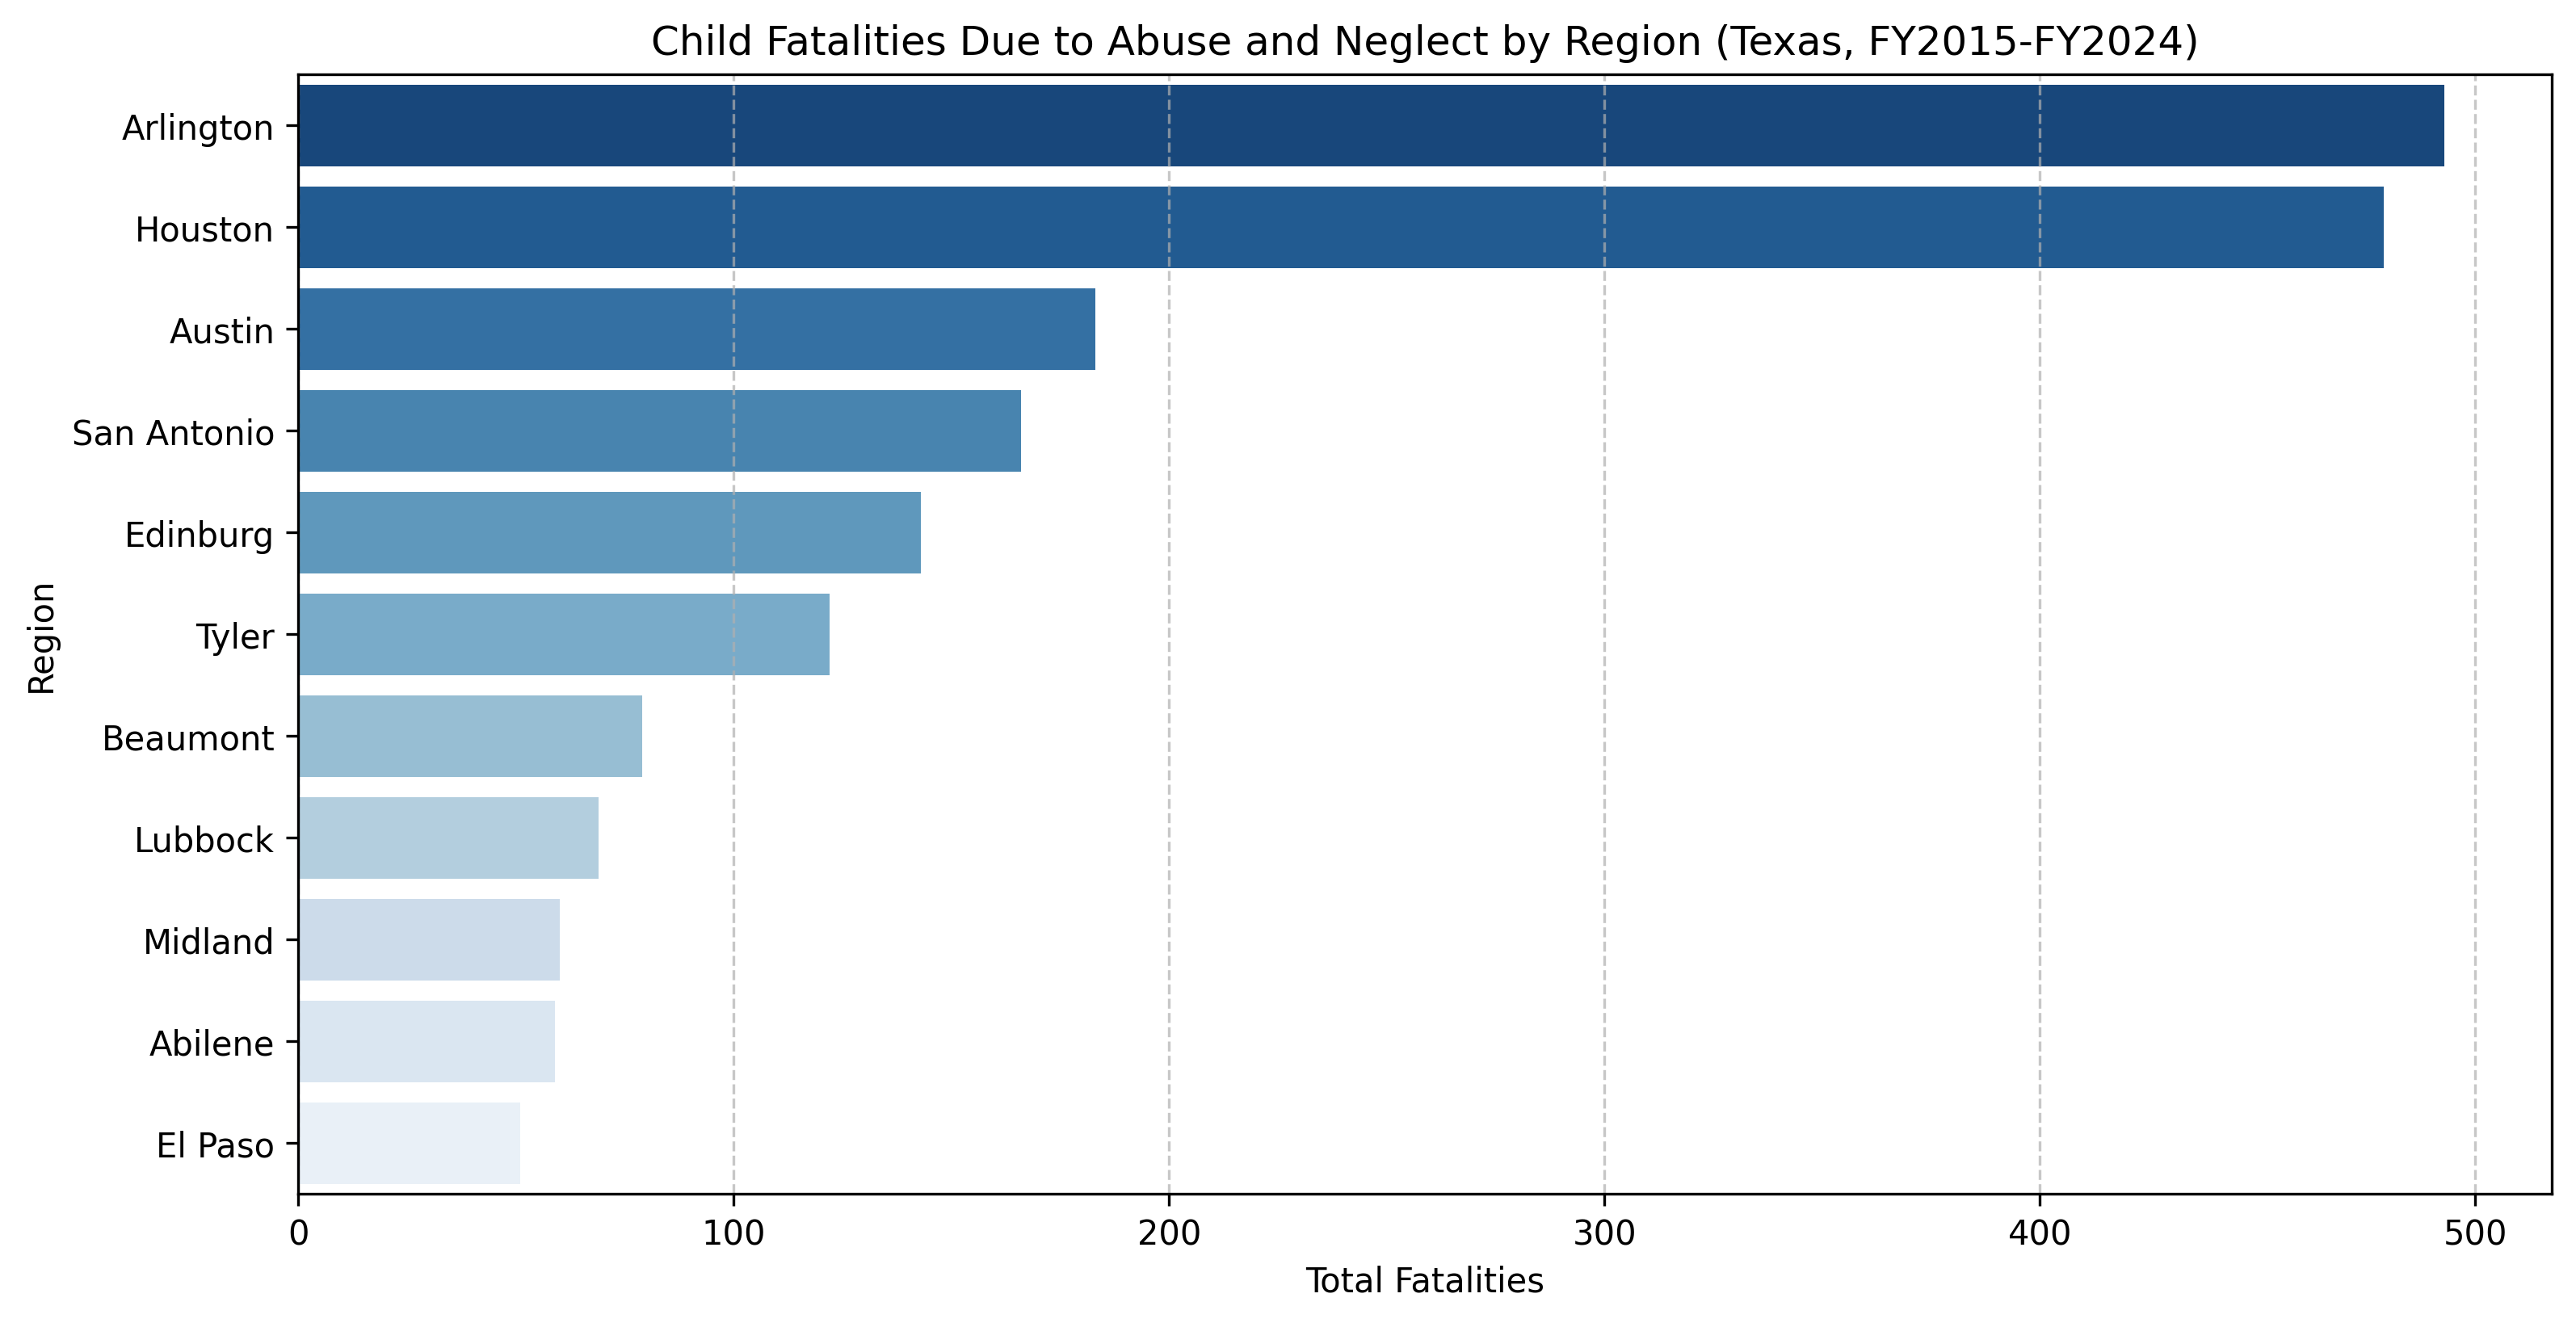 Child Fatalities Due to Abuse and Neglect by Region (Texas, FY2015-FY2024)
Arlington
Houston
Austin
San Antonio
Edinburg
Tyler
Beaumont
Lubbock
Midland
Abilene
El Paso
Region
0 100 200 300 400 500
Total Fatalities